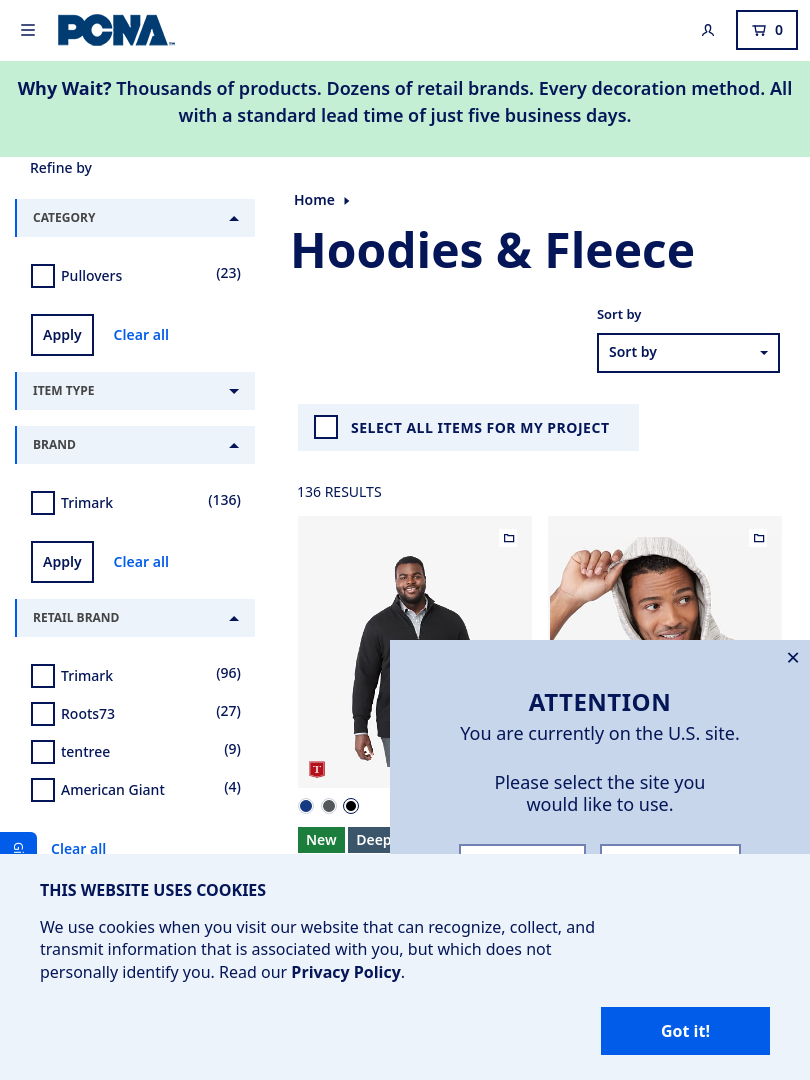 PCNA
0
Why Wait? Thousands of products. Dozens of retail brands. Every decoration method. All
with a standard lead time of just five business days.
Refine by
CATEGORY
Pullovers (23)
Apply Clear all
ITEM TYPE
BRAND
Trimark (136)
Apply Clear all
RETAIL BRAND
Trimark (96)
Roots73 (27)
tentree (9)
American Giant (4)
Clear all
Home
Hoodies & Fleece
Sort by
Sort by
SELECT ALL ITEMS FOR MY PROJECT
136 RESULTS
T
New Deep
ATTENTION
You are currently on the U.S. site.
Please select the site you
would like to use.
THIS WEBSITE USES COOKIES
We use cookies when you visit our website that can recognize, collect, and
transmit information that is associated with you, but which does not
personally identify you. Read our Privacy Policy.
Got it!